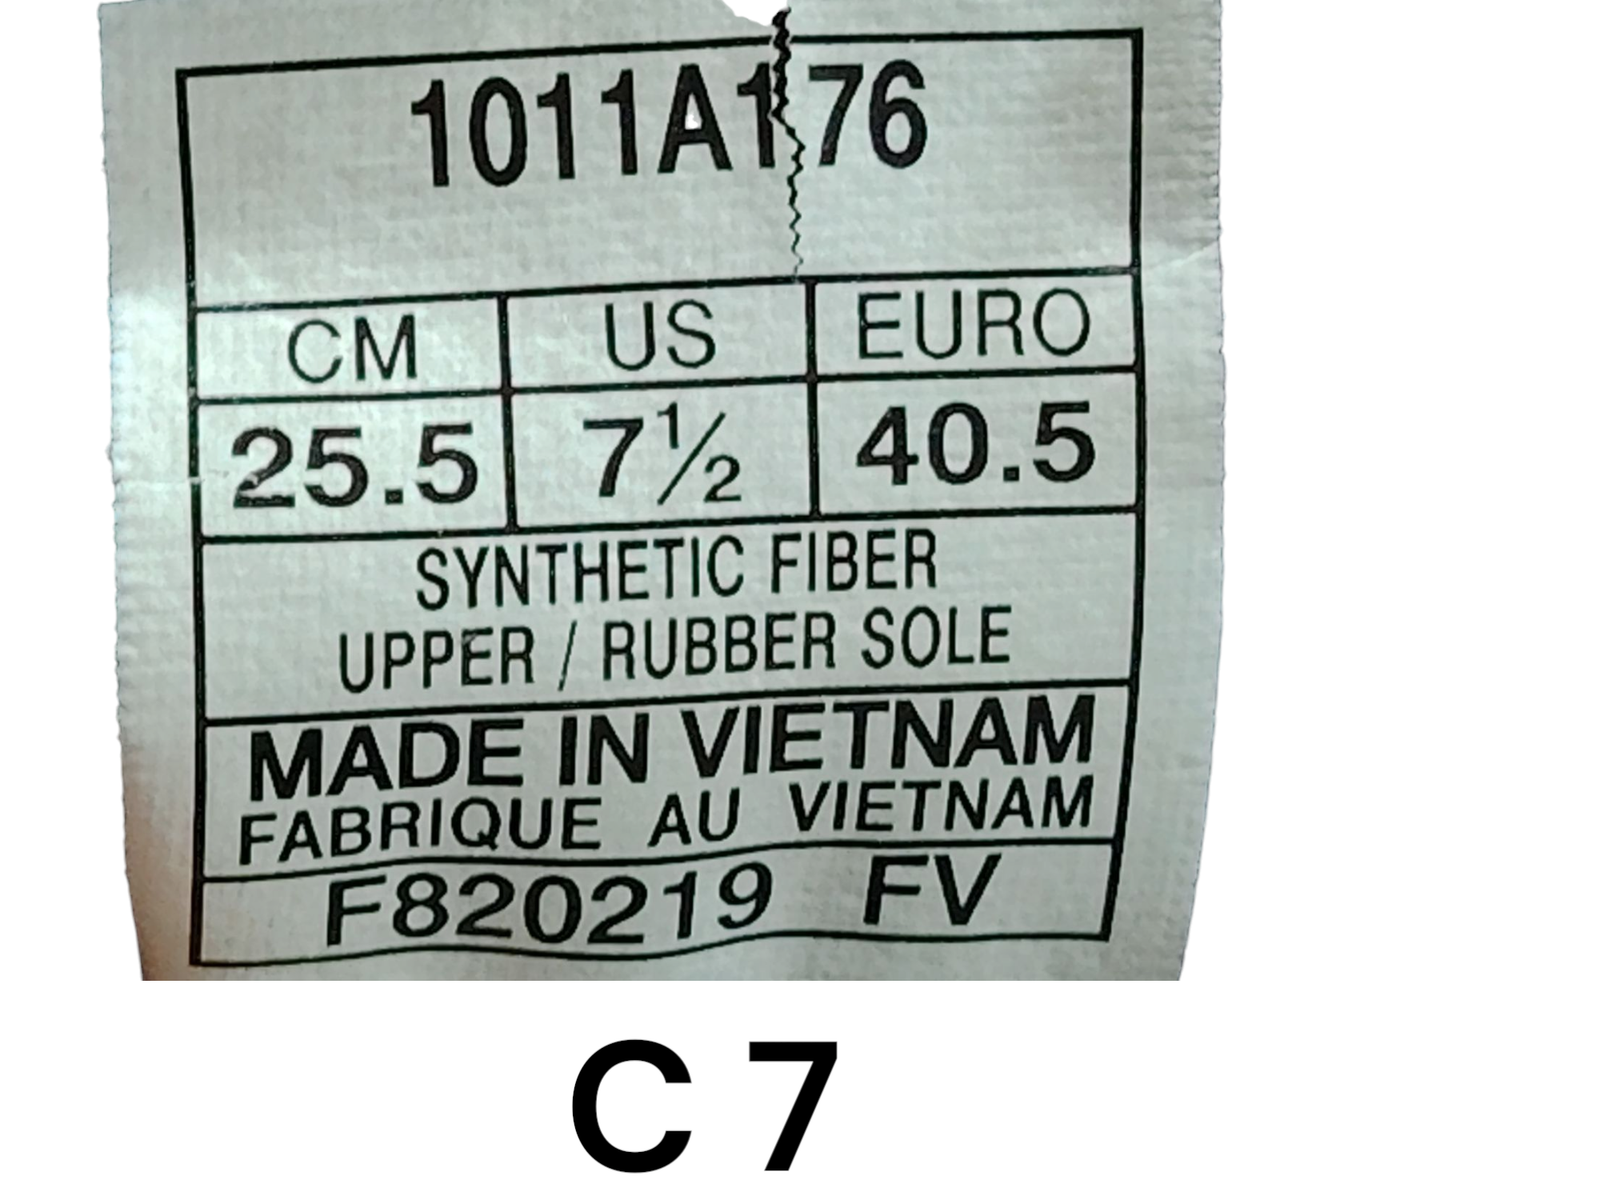 1011A176
CM US EURO
25.5 7½ 40.5
SYNTHETIC FIBER
UPPER / RUBBER SOLE
MADE IN VIETNAM
FABRIQUE AU VIETNAM
F820219 FV
C 7